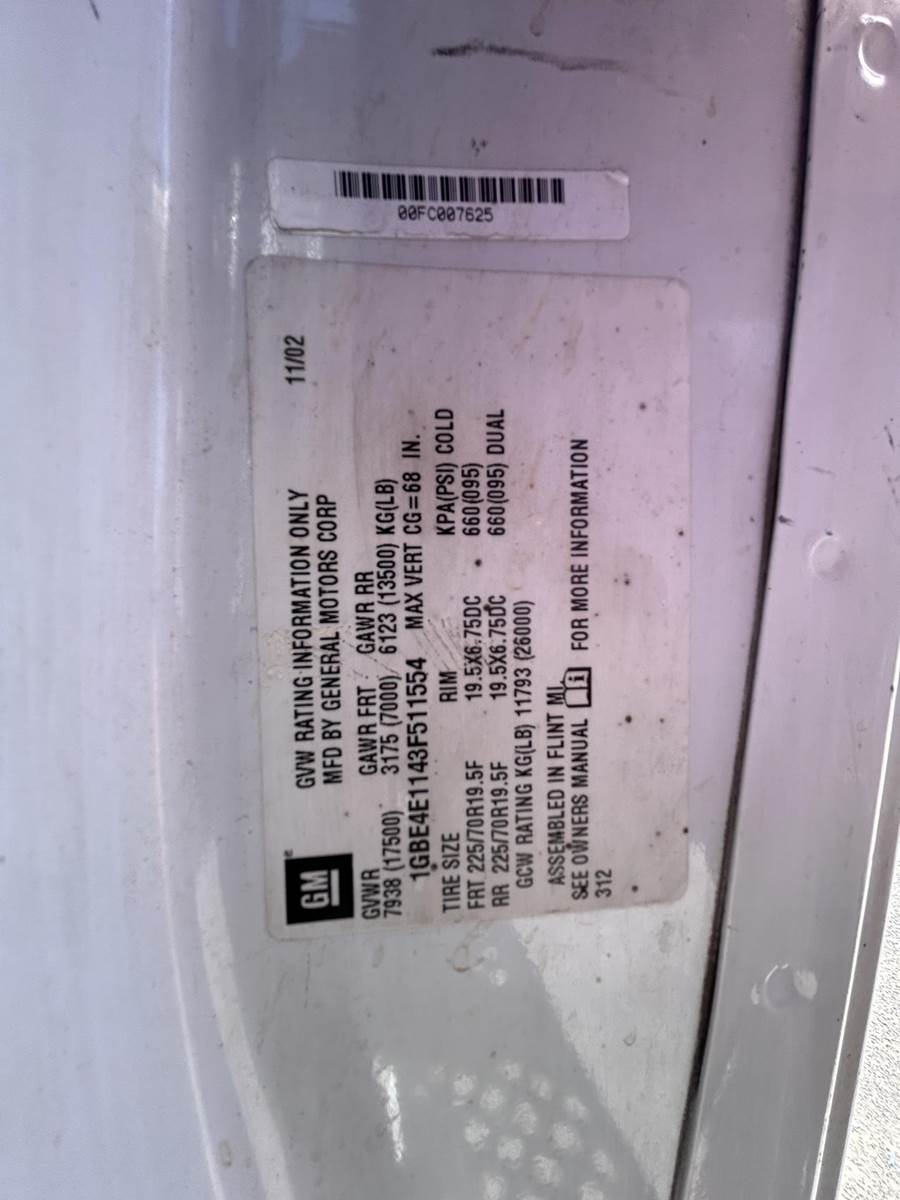 00FC007625
GM
GVW RATING INFORMATION ONLY 11/02
MFD BY GENERAL MOTORS CORP
GVWR GAWR FRT GAWR RR
7938 (17500) 3175 (7000) 6123 (13500) KG(LB)
1GBE4E1143F511554 MAX VERT CG=68 IN.
TIRE SIZE RIM KPA(PSI) COLD
FRT 225/70R19.5F 19.5X6.75DC 660(095)
RR 225/70R19.5F 19.5X6.75DC 660(095) DUAL
GCW RATING KG(LB) 11793 (26000)
ASSEMBLED IN FLINT MI.
SEE OWNERS MANUAL FOR MORE INFORMATION
312